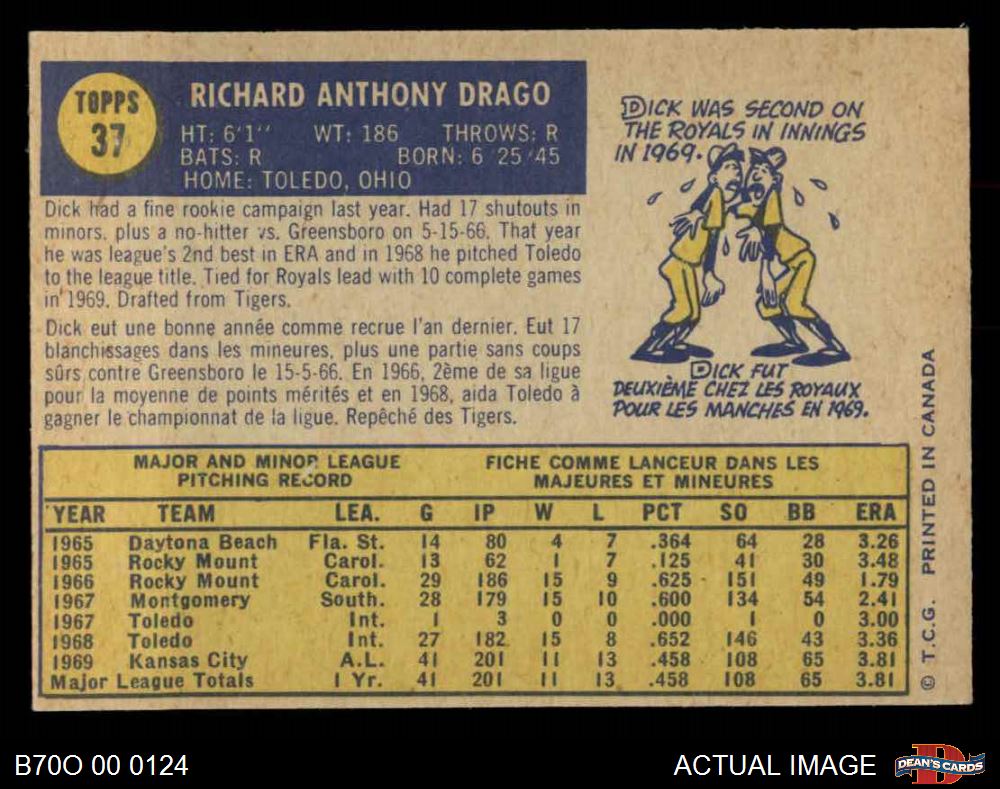 TOPPS
37
RICHARD ANTHONY DRAGO
HT: 6'1'' WT: 186 THROWS: R
BATS: R BORN: 6 25 45
HOME: TOLEDO, OHIO
Dick had a fine rookie campaign last year. Had 17 shutouts in
minors, plus a no-hitter vs. Greensboro on 5-15-66. That year
he was league's 2nd best in ERA and in 1968 he pitched Toledo
to the league title. Tied for Royals lead with 10 complete games
in 1969. Drafted from Tigers.
Dick eut une bonne année comme recrue l'an dernier. Eut 17
blanchissages dans les mineures, plus une partie sans coups
sûrs contre Greensboro le 15-5-66. En 1966, 2ème de sa ligue
pour la moyenne de points mérités et en 1968, aida Toledo à
gagner le championnat de la ligue. Repêché des Tigers.
DICK WAS SECOND ON
THE ROYALS IN INNINGS
IN 1969.
DICK FUT
DEUXIÈME CHEZ LES ROYAUX
POUR LES MANCHES EN 1969.
MAJOR AND MINOR LEAGUE
PITCHING RECORD
FICHE COMME LANCEUR DANS LES
MAJEURES ET MINEURES
YEAR TEAM LEA. G IP W L PCT SO BB ERA
1965 Daytona Beach Fla. St. 14 80 4 7 .364 64 28 3.26
1965 Rocky Mount Carol. 13 62 1 7 .125 41 30 3.48
1966 Rocky Mount Carol. 29 186 15 9 .625 151 49 1.79
1967 Montgomery South. 28 179 15 10 .600 134 54 2.41
1967 Toledo Int. 1 3 0 0 .000 1 0 3.00
1968 Toledo Int. 27 182 15 8 .652 146 43 3.36
1969 Kansas City A.L. 41 201 11 13 .458 108 65 3.81
Major League Totals 1 Yr. 41 201 11 13 .458 108 65 3.81
© T.C.G. PRINTED IN CANADA
B70O 00 0124
ACTUAL IMAGE
DEAN'S CARDS